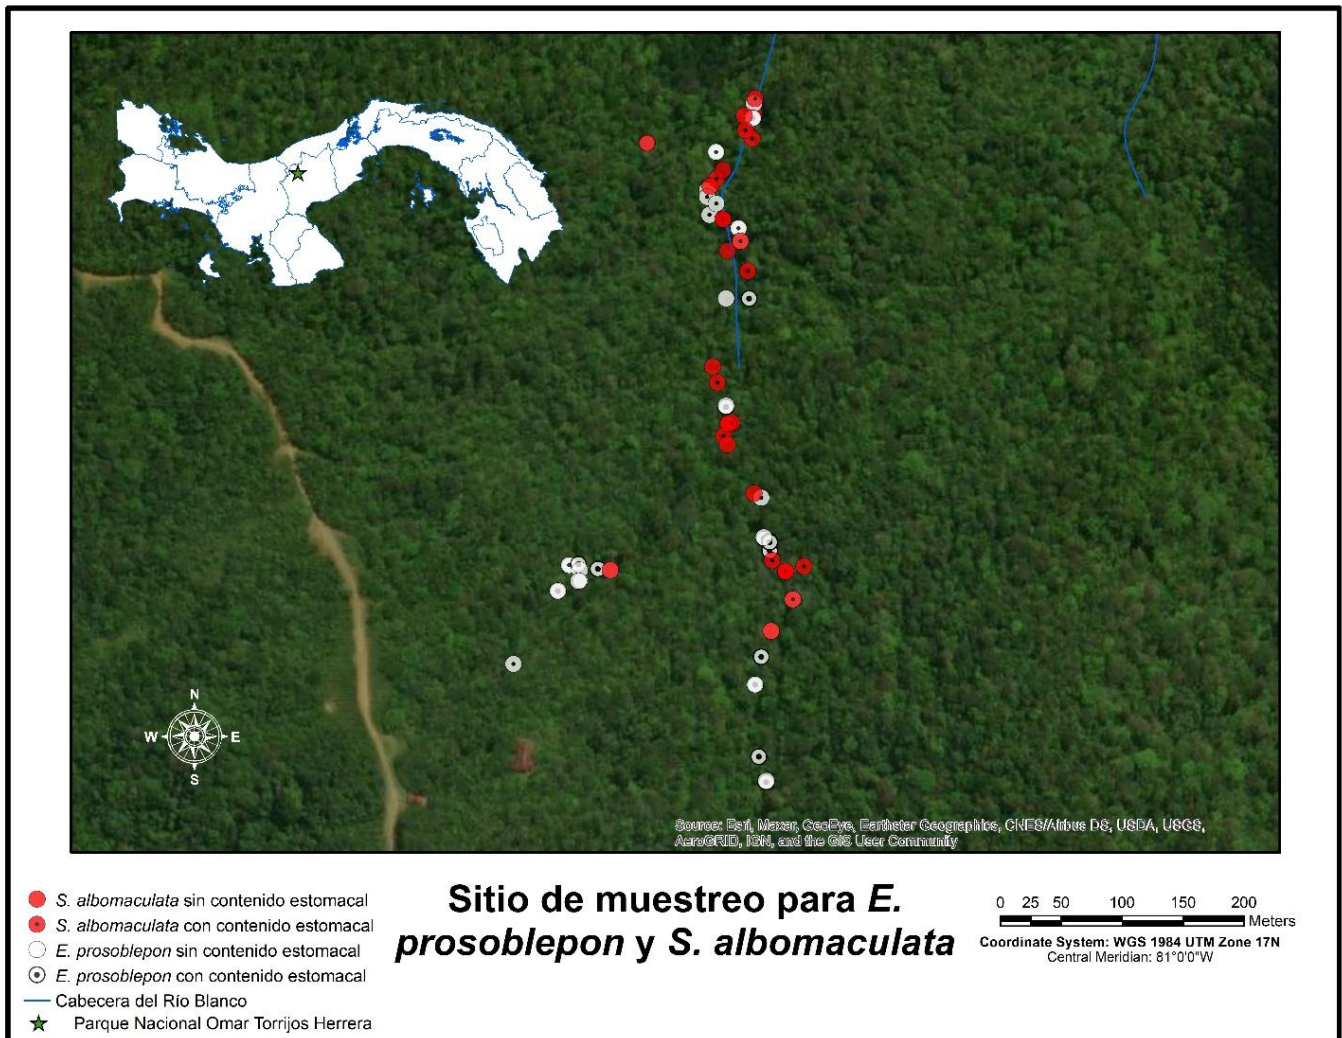 N
W E
S
Source: Esri, Maxar, GeoEye, Earthstar Geographics, CNES/Airbus DS, USDA, USGS,
AeroGRID, IGN, and the GIS User Community
S. albomaculata sin contenido estomacal
S. albomaculata con contenido estomacal
E. prosoblepon sin contenido estomacal
E. prosoblepon con contenido estomacal
Cabecera del Río Blanco
Parque Nacional Omar Torrijos Herrera
Sitio de muestreo para E.
prosoblepon y S. albomaculata
0 25 50 100 150 200
Meters
Coordinate System: WGS 1984 UTM Zone 17N
Central Meridian: 81°0'0"W